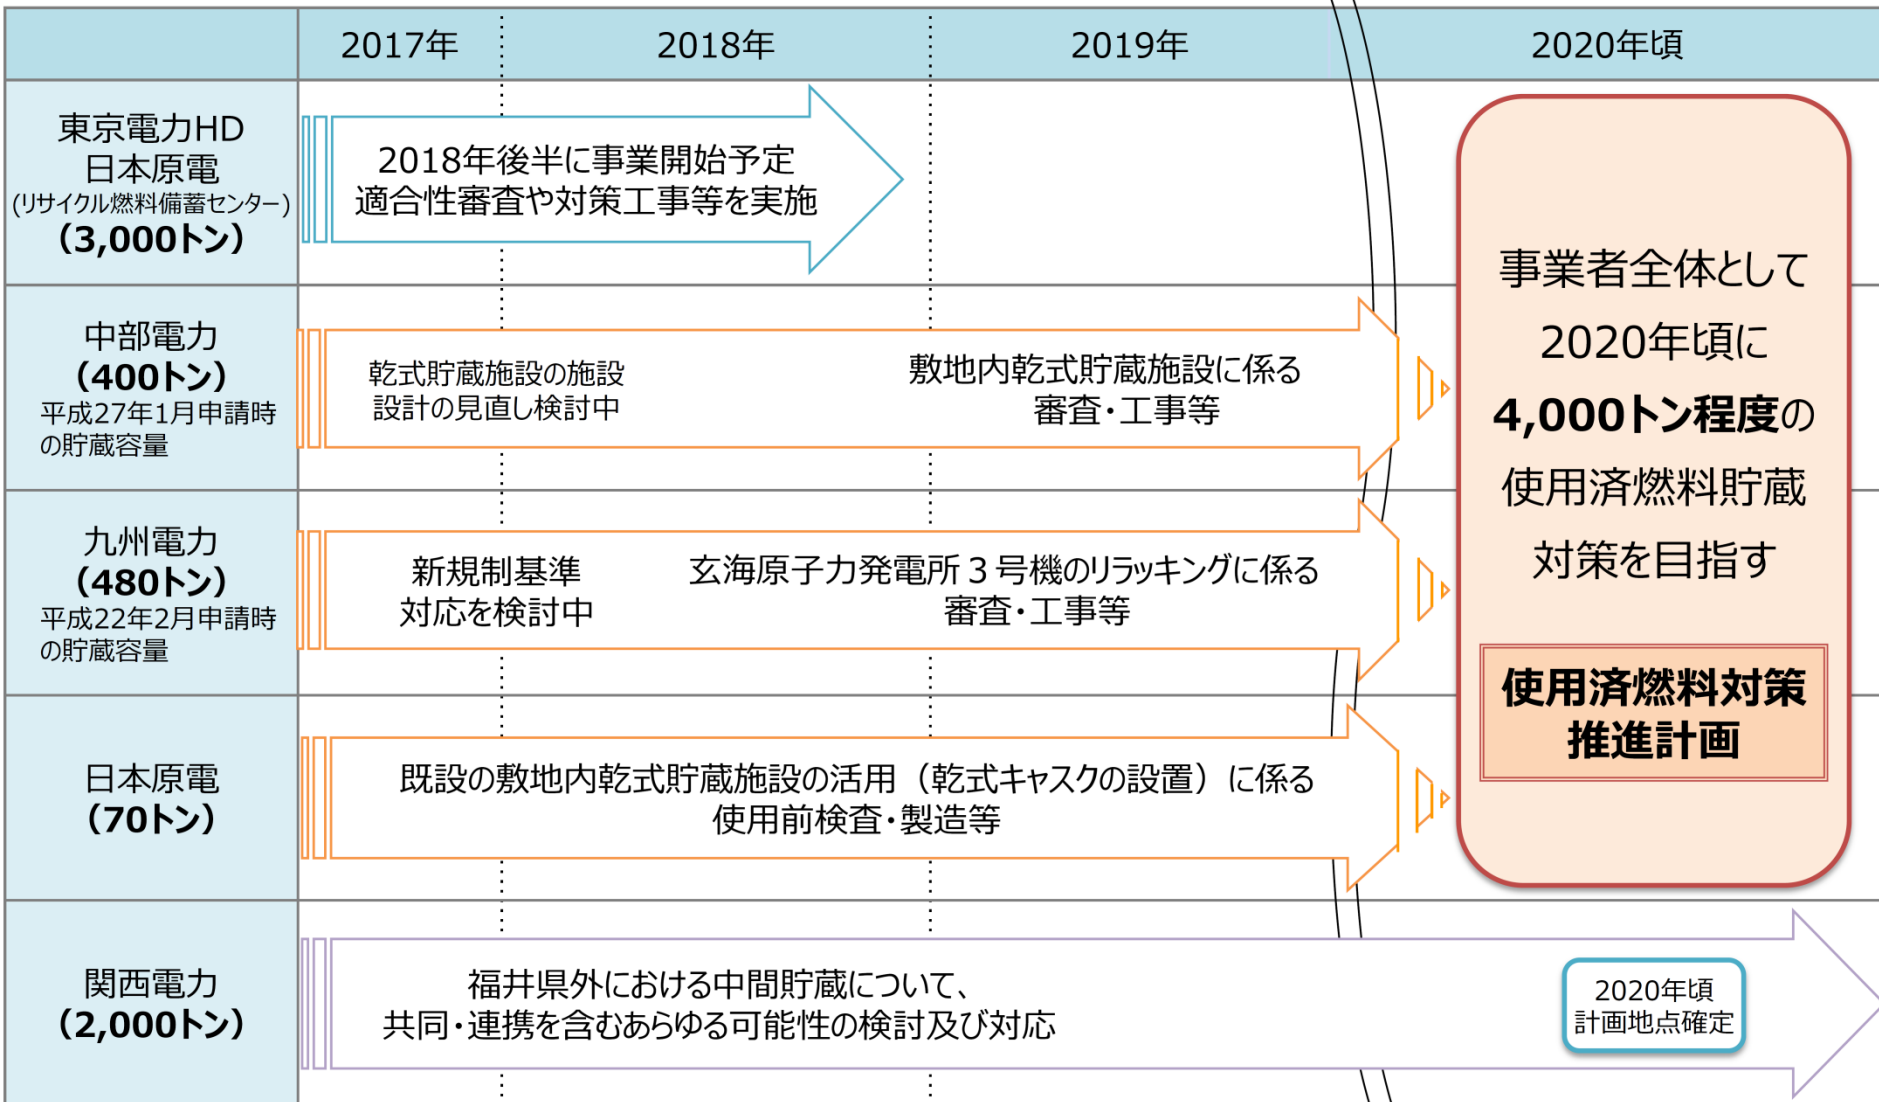 2017年
2018年
2019年
2020年頃
東京電力HD
日本原電
(リサイクル燃料備蓄センター)
（3,000トン）
2018年後半に事業開始予定
適合性審査や対策工事等を実施
中部電力
（400トン）
平成27年1月申請時
の貯蔵容量
乾式貯蔵施設の施設
設計の見直し検討中
敷地内乾式貯蔵施設に係る
審査・工事等
九州電力
（480トン）
平成22年2月申請時
の貯蔵容量
新規制基準
対応を検討中
玄海原子力発電所３号機のリラッキングに係る
審査・工事等
日本原電
（70トン）
既設の敷地内乾式貯蔵施設の活用（乾式キャスクの設置）に係る
使用前検査・製造等
事業者全体として
2020年頃に
4,000トン程度の
使用済燃料貯蔵
対策を目指す
使用済燃料対策
推進計画
関西電力
（2,000トン）
福井県外における中間貯蔵について、
共同・連携を含むあらゆる可能性の検討及び対応
2020年頃
計画地点確定